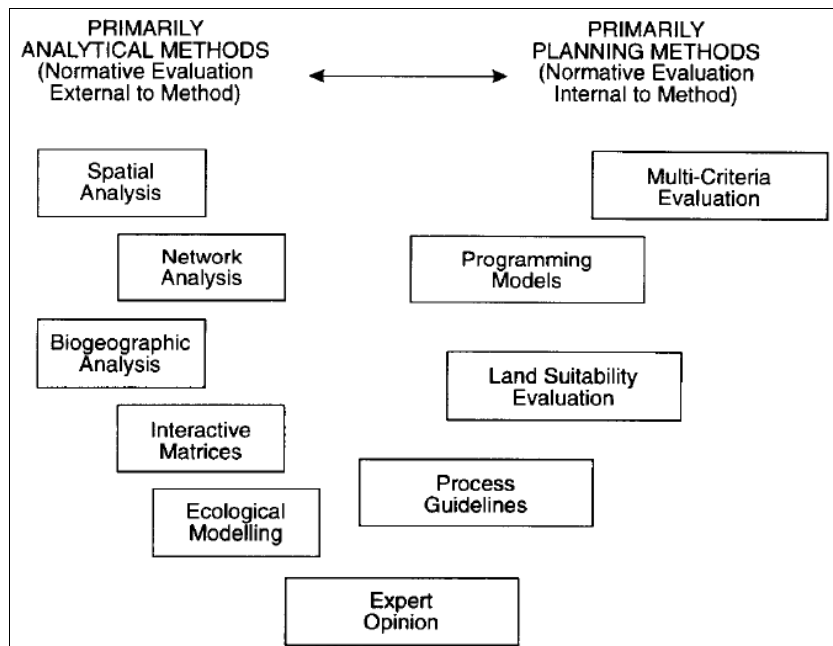 PRIMARILY
ANALYTICAL METHODS
(Normative Evaluation
External to Method)
PRIMARILY
PLANNING METHODS
(Normative Evaluation
Internal to Method)
Spatial
Analysis
Multi-Criteria
Evaluation
Network
Analysis
Programming
Models
Biogeographic
Analysis
Land Suitability
Evaluation
Interactive
Matrices
Process
Guidelines
Ecological
Modelling
Expert
Opinion